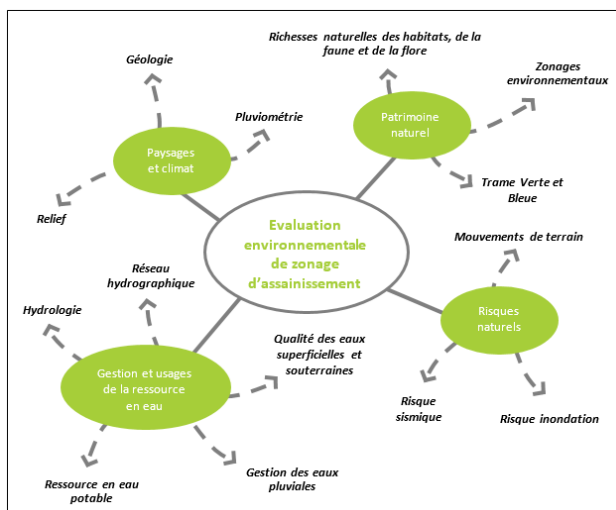 Richesses naturelles des habitats, de la
faune et de la flore
Géologie
Zonages
environnementaux
Pluviométrie
Patrimoine
naturel
Paysages
et climat
Trame Verte et
Bleue
Relief
Evaluation
environnementale
de zonage
d'assainissement
Mouvements de terrain
Réseau
hydrographique
Hydrologie
Risques
naturels
Qualité des eaux
superficielles et
souterraines
Gestion et usages
de la ressource
en eau
Risque
sismique
Risque inondation
Ressource en eau
potable
Gestion des eaux
pluviales